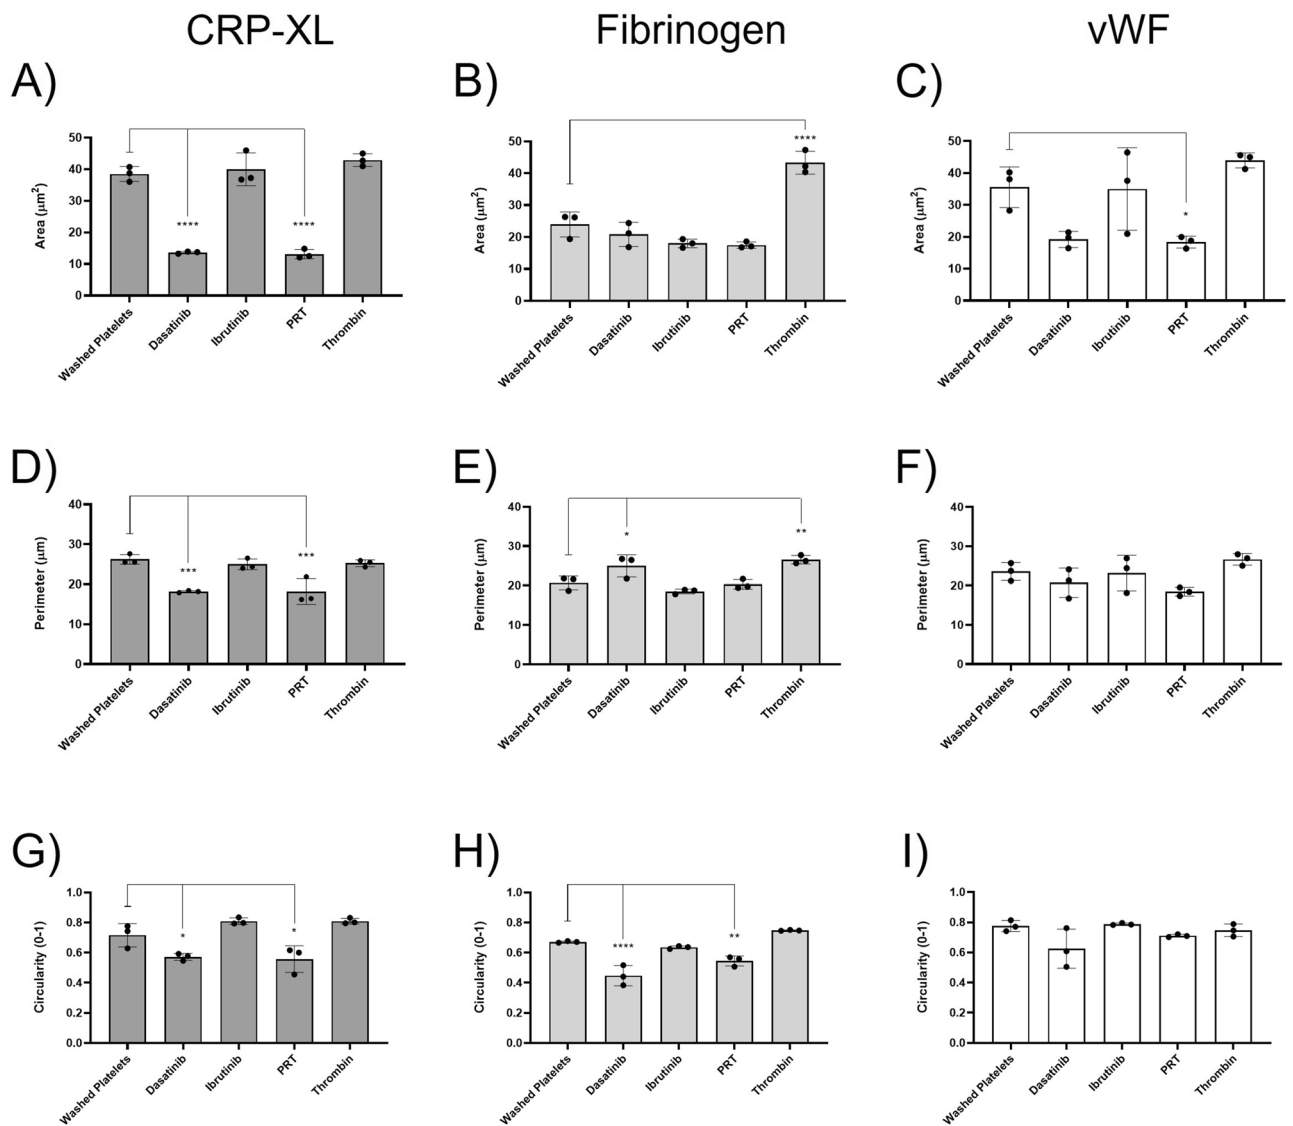 CRP-XL Fibrinogen vWF
A) B) C)
50
40
30
20
10
0
Area (µm2)
**** ****
Washed Platelets Dasatinib Ibrutinib PRT Thrombin
50
40
30
20
10
0
Area (µm2)
****
Washed Platelets Dasatinib Ibrutinib PRT Thrombin
50
40
30
20
10
0
Area (µm2)
*
Washed Platelets Dasatinib Ibrutinib PRT Thrombin
D) E) F)
40
30
20
10
0
Perimeter (µm)
*** ***
Washed Platelets Dasatinib Ibrutinib PRT Thrombin
40
30
20
10
0
Perimeter (µm)
* **
Washed Platelets Dasatinib Ibrutinib PRT Thrombin
40
30
20
10
0
Perimeter (µm)
Washed Platelets Dasatinib Ibrutinib PRT Thrombin
G) H) I)
1.0
0.8
0.6
0.4
0.2
0.0
Circularity (0-1)
* *
Washed Platelets Dasatinib Ibrutinib PRT Thrombin
1.0
0.8
0.6
0.4
0.2
0.0
Circularity (0-1)
**** **
Washed Platelets Dasatinib Ibrutinib PRT Thrombin
1.0
0.8
0.6
0.4
0.2
0.0
Circularity (0-1)
Washed Platelets Dasatinib Ibrutinib PRT Thrombin